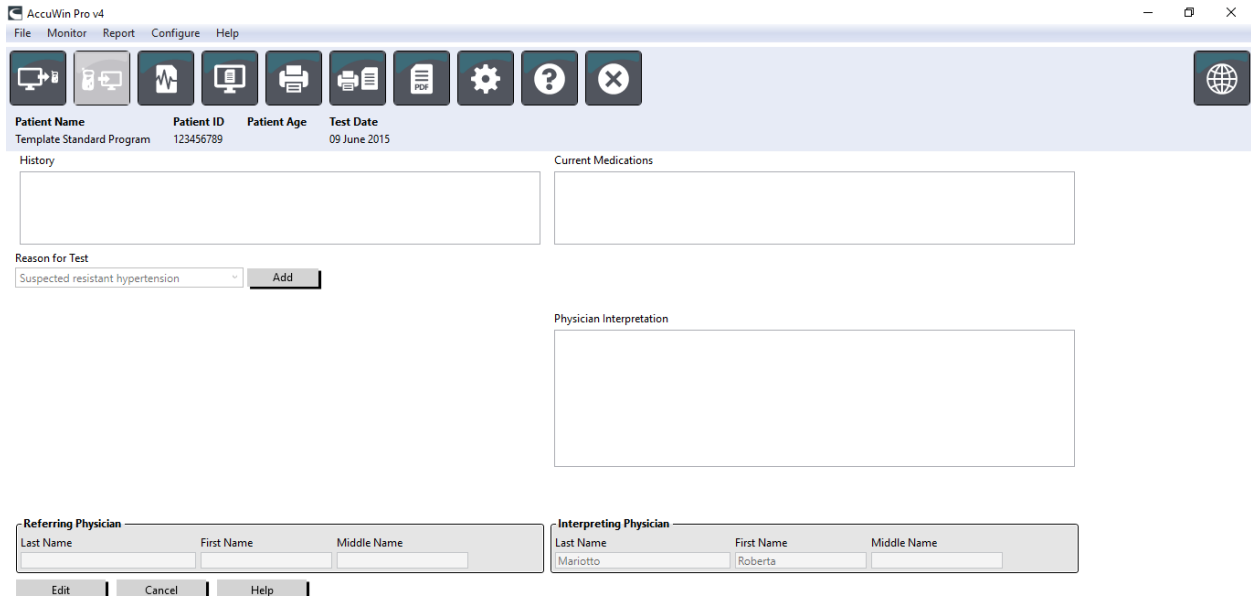 AccuWin Pro v4
File Monitor Report Configure Help
PDF
Patient Name Patient ID Patient Age Test Date
Template Standard Program 123456789 09 June 2015
History Current Medications
Reason for Test
Suspected resistant hypertension Add
Physician Interpretation
Referring Physician Interpreting Physician
Last Name First Name Middle Name Last Name First Name Middle Name
Mariotto Roberta
Edit Cancel Help